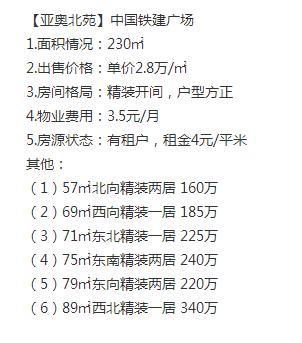 【亚奥北苑】中国铁建广场
1.面积情况：230㎡
2.出售价格：单价2.8万/㎡
3.房间格局：精装开间，户型方正
4.物业费用：3.5元/月
5.房源状态：有租户，租金4元/平米
其他：
（1）57㎡北向精装两居 160万
（2）69㎡西向精装一居 185万
（3）71㎡东北精装一居 225万
（4）75㎡东南精装两居 240万
（5）79㎡东向精装两居 220万
（6）89㎡西北精装一居 340万